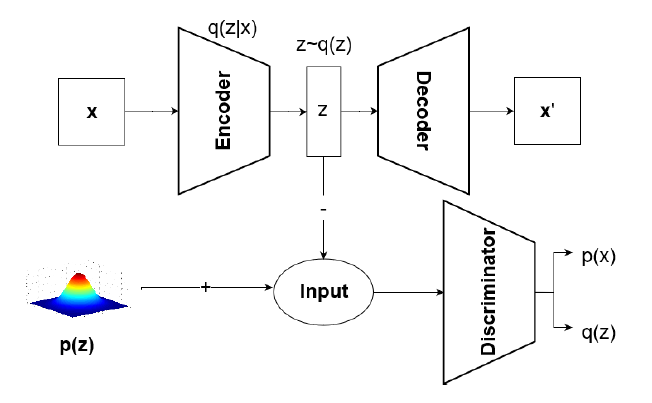 q(z|x)
z~q(z)
x
Encoder
z
Decoder
x'
-
p(z)
+
Input
Discriminator
p(x)
q(z)